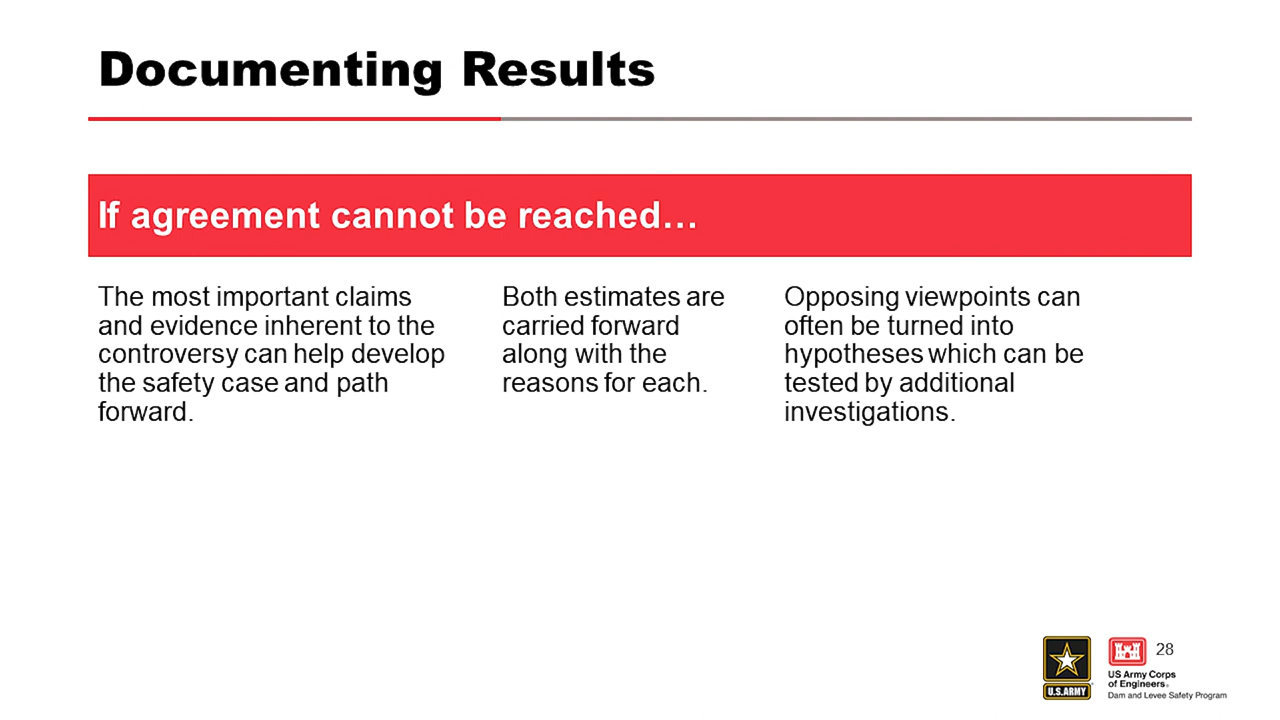 Documenting Results
If agreement cannot be reached…
The most important claims
and evidence inherent to the
controversy can help develop
the safety case and path
forward.
Both estimates are
carried forward
along with the
reasons for each.
Opposing viewpoints can
often be turned into
hypotheses which can be
tested by additional
investigations.
U.S.ARMY
28
US Army Corps
of Engineers®
Dam and Levee Safety Program